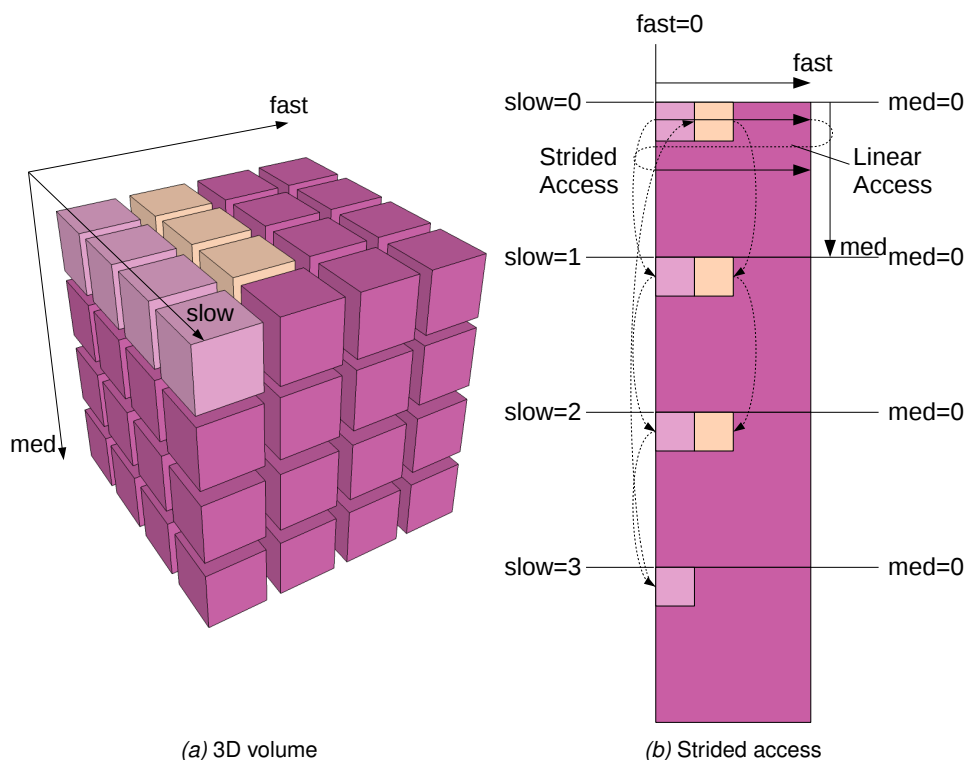 fast
slow
med
(a) 3D volume
fast=0
fast
slow=0
med=0
Strided
Access
Linear
Access
med
slow=1
med=0
slow=2
med=0
slow=3
med=0
(b) Strided access